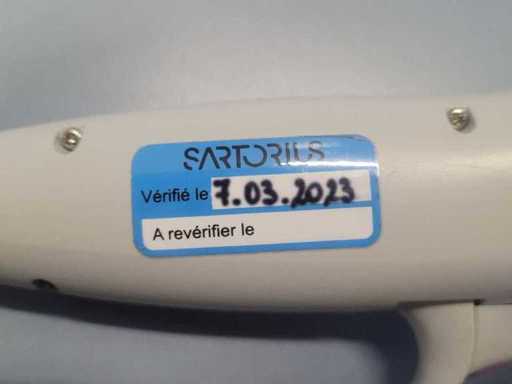 SARTORIUS
Vérifié le 7.03.2023
A revérifier le